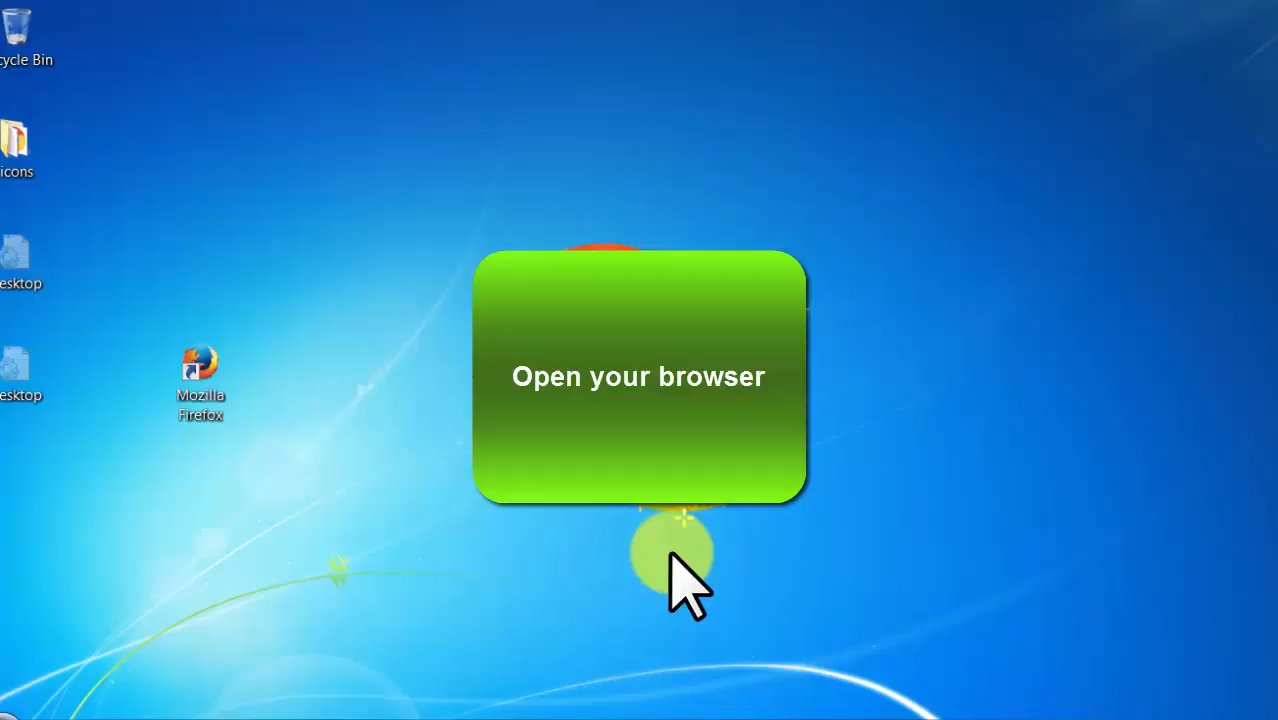 cycle Bin
icons
esktop
esktop
Mozilla
Firefox
Open your browser